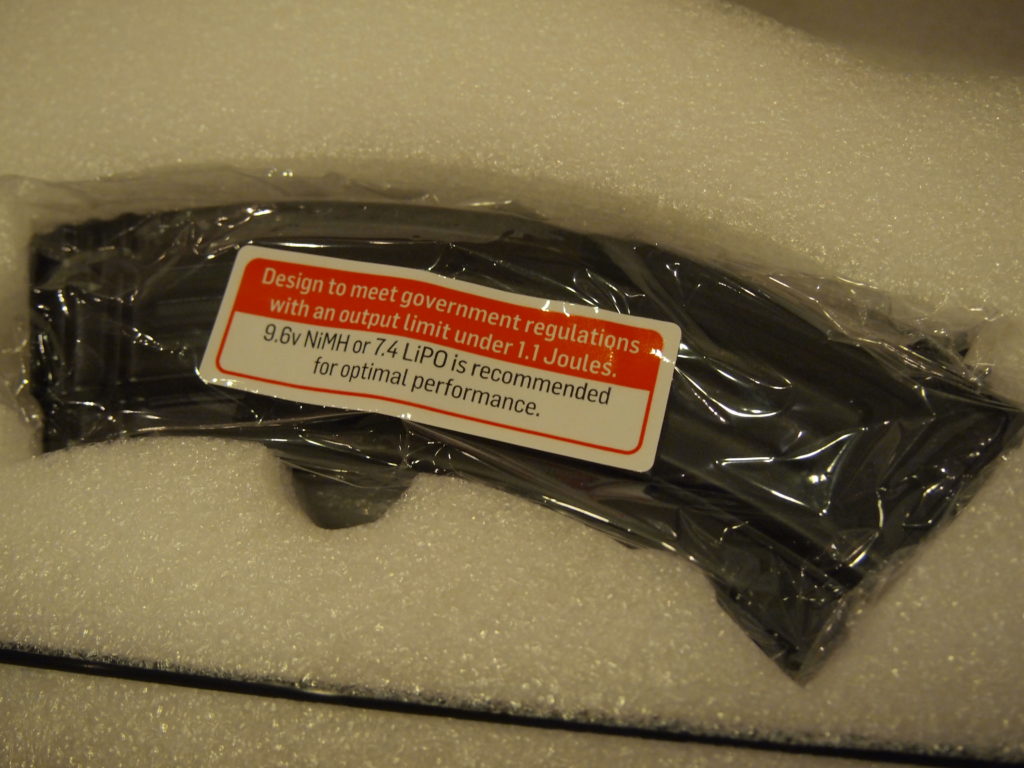 Design to meet government regulations
with an output limit under 1.1 Joules.
9.6v NiMH or 7.4 LiPO is recommended
for optimal performance.